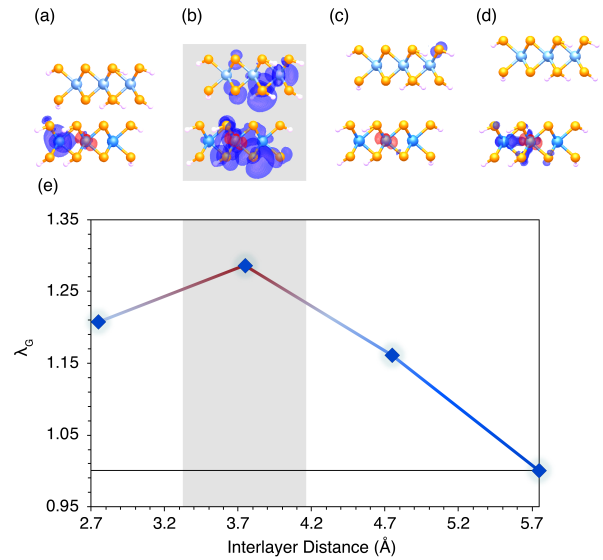 (a) (b) (c) (d)
(e)
1.35
1.25
1.15
1.05
0.95
λG
2.7 3.2 3.7 4.2 4.7 5.2 5.7
Interlayer Distance (Å)